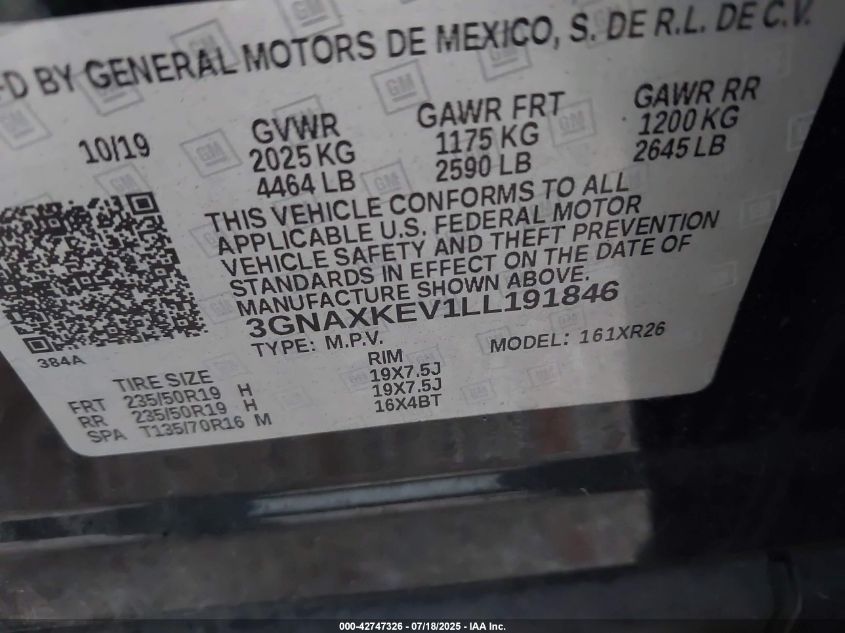 FD BY GENERAL MOTORS DE MEXICO, S. DE R.L. DE C.V.
10/19
GVWR
2025 KG
4464 LB
GAWR FRT
1175 KG
2590 LB
GAWR RR
1200 KG
2645 LB
THIS VEHICLE CONFORMS TO ALL
APPLICABLE U.S. FEDERAL MOTOR
VEHICLE SAFETY AND THEFT PREVENTION
STANDARDS IN EFFECT ON THE DATE OF
MANUFACTURE SHOWN ABOVE.
3GNAXKEV1LL191846
TYPE: M.P.V. MODEL: 161XR26
384A
TIRE SIZE RIM
FRT 235/50R19 H 19X7.5J
RR 235/50R19 H 19X7.5J
SPA T135/70R16 M 16X4BT
000-42747326 - 07/18/2025 - IAA Inc.